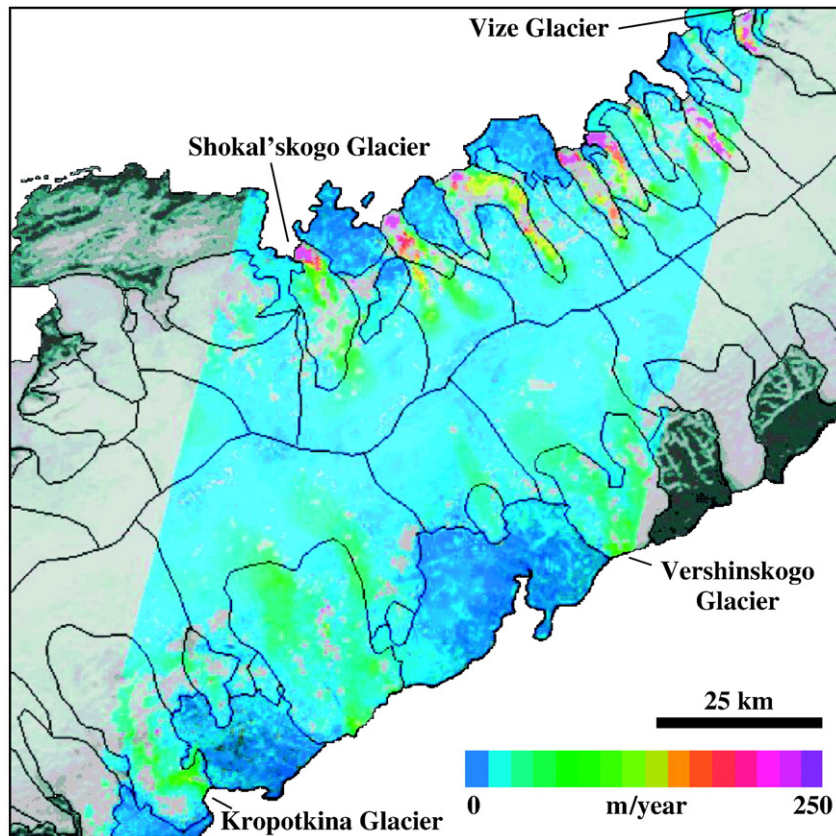 Vize Glacier
Shokal'skogo Glacier
Vershinskogo
Glacier
25 km
0 m/year 250
Kropotkina Glacier